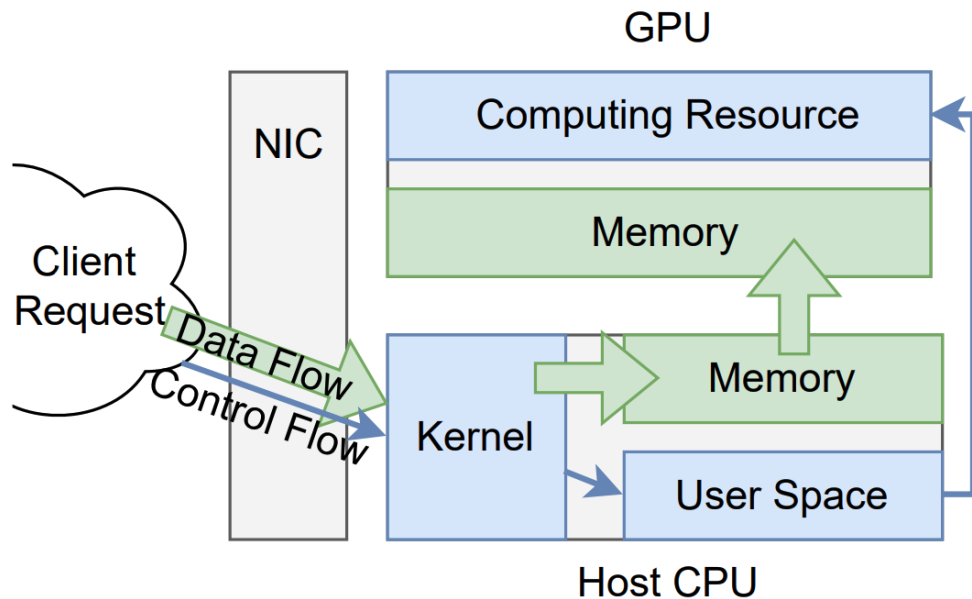 GPU
Computing Resource
NIC
Memory
Client
Request
Data Flow
Control Flow
Kernel
Memory
User Space
Host CPU